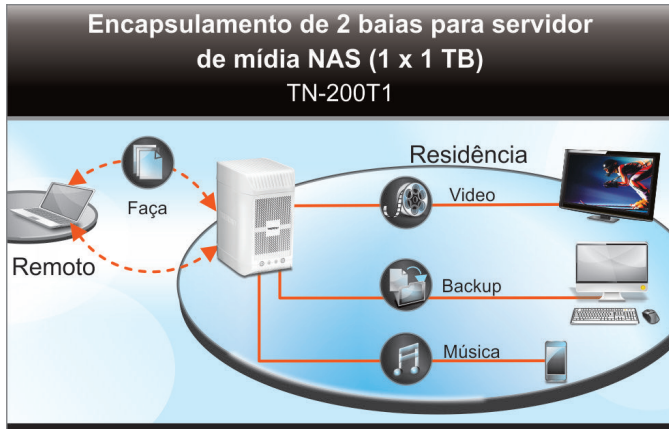 Encapsulamento de 2 baias para servidor
de mídia NAS (1 x 1 TB)
TN-200T1
Residência
Faça
Video
Remoto
Backup
Música